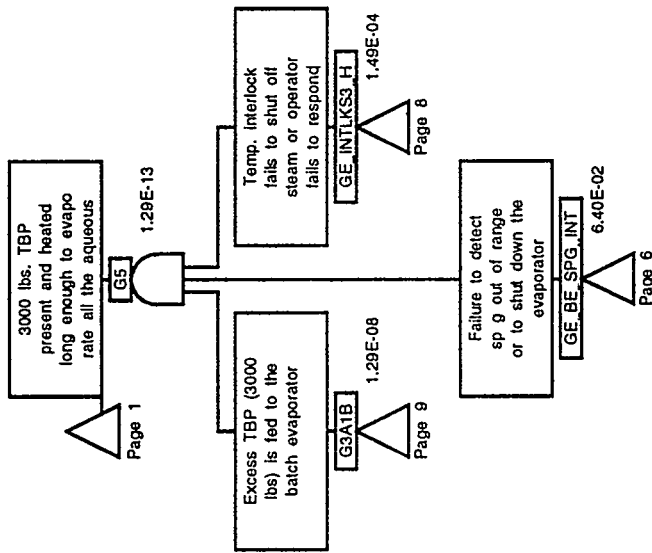 3000 lbs. TBP
present and heated
long enough to evapo
rate all the aqueous
Page 1
G5
1.29E-13
Excess TBP (3000
lbs) is fed to the
batch evaporator
G3A1B
1.29E-08
Page 9
Failure to detect
sp g out of range
or to shut down the
evaporator
GE_BE_SPG_INT
6.40E-02
Page 6
Temp. interlock
fails to shut off
steam or operator
fails to respond
GE_INTLKS3_H
1.49E-04
Page 8